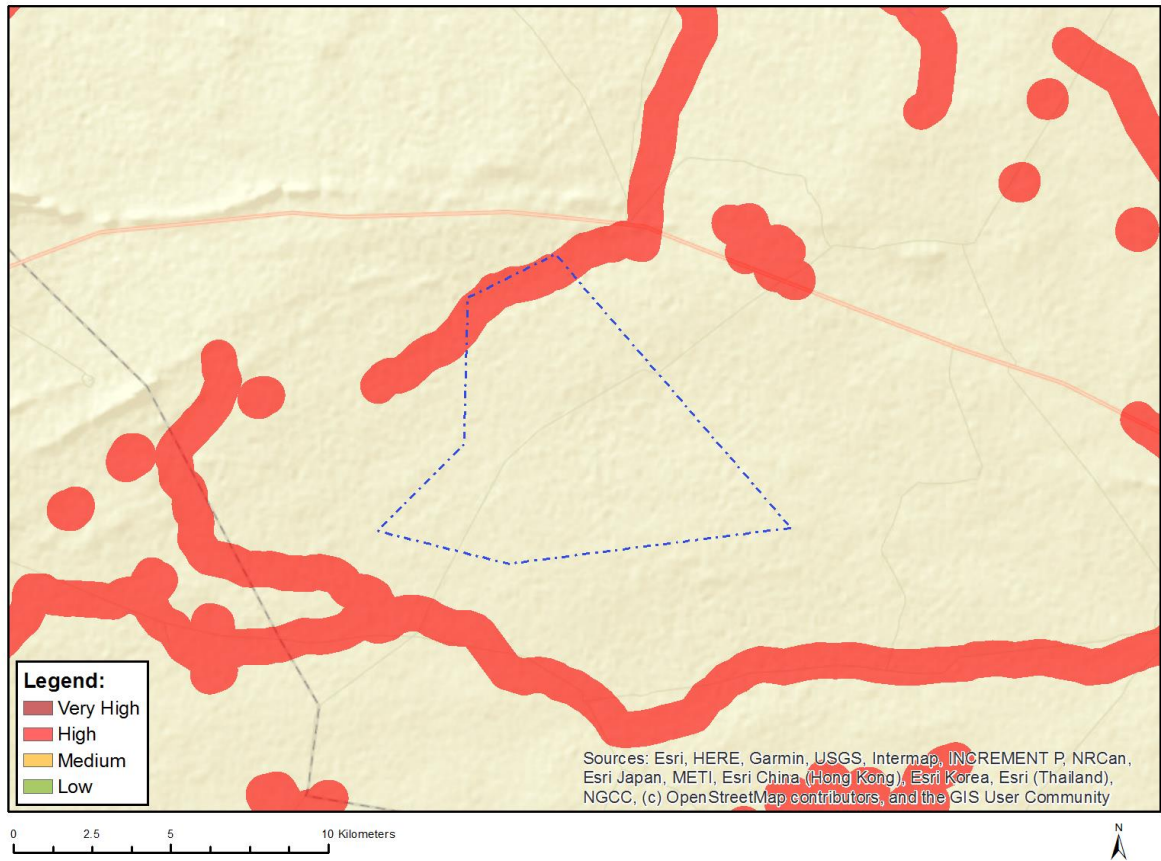 Legend:
Very High
High
Medium
Low
Sources: Esri, HERE, Garmin, USGS, Intermap, INCREMENT P, NRCan,
Esri Japan, METI, Esri China (Hong Kong), Esri Korea, Esri (Thailand),
NGCC, (c) OpenStreetMap contributors, and the GIS User Community
0 2.5 5 10 Kilometers
N